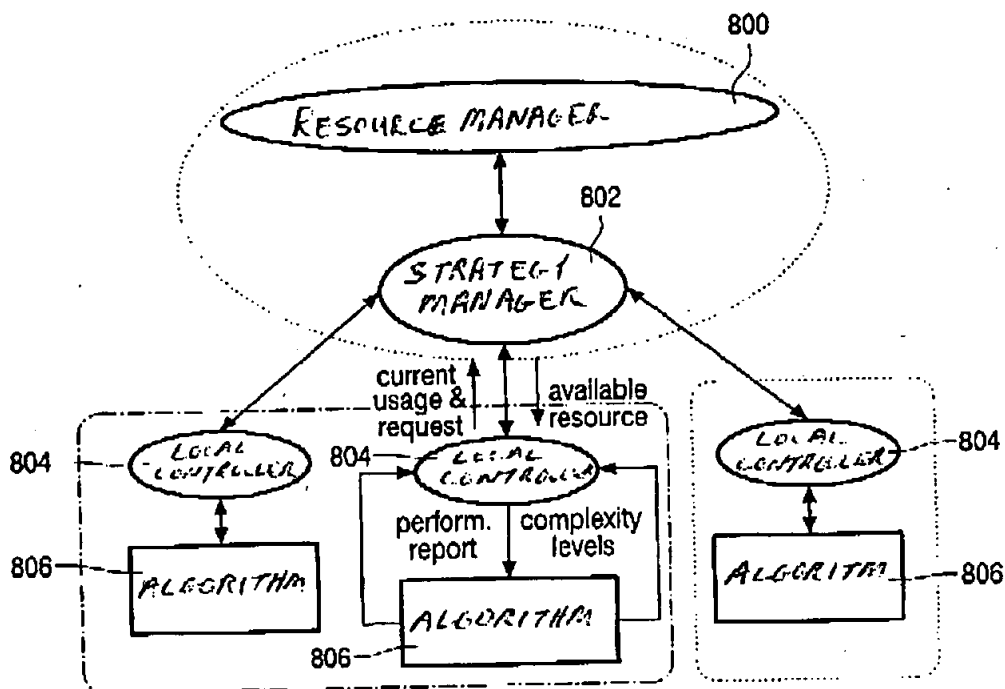 800
RESOURCE MANAGER
802
STRATEGY
MANAGER
current
usage &
request
available
resource
804
LOCAL
CONTROLLER
804
LOCAL
CONTROLLER
LOCAL
CONTROLLER
804
perform.
report
complexity
levels
806
ALGORITHM
806
ALGORITHM
ALGORITM
806